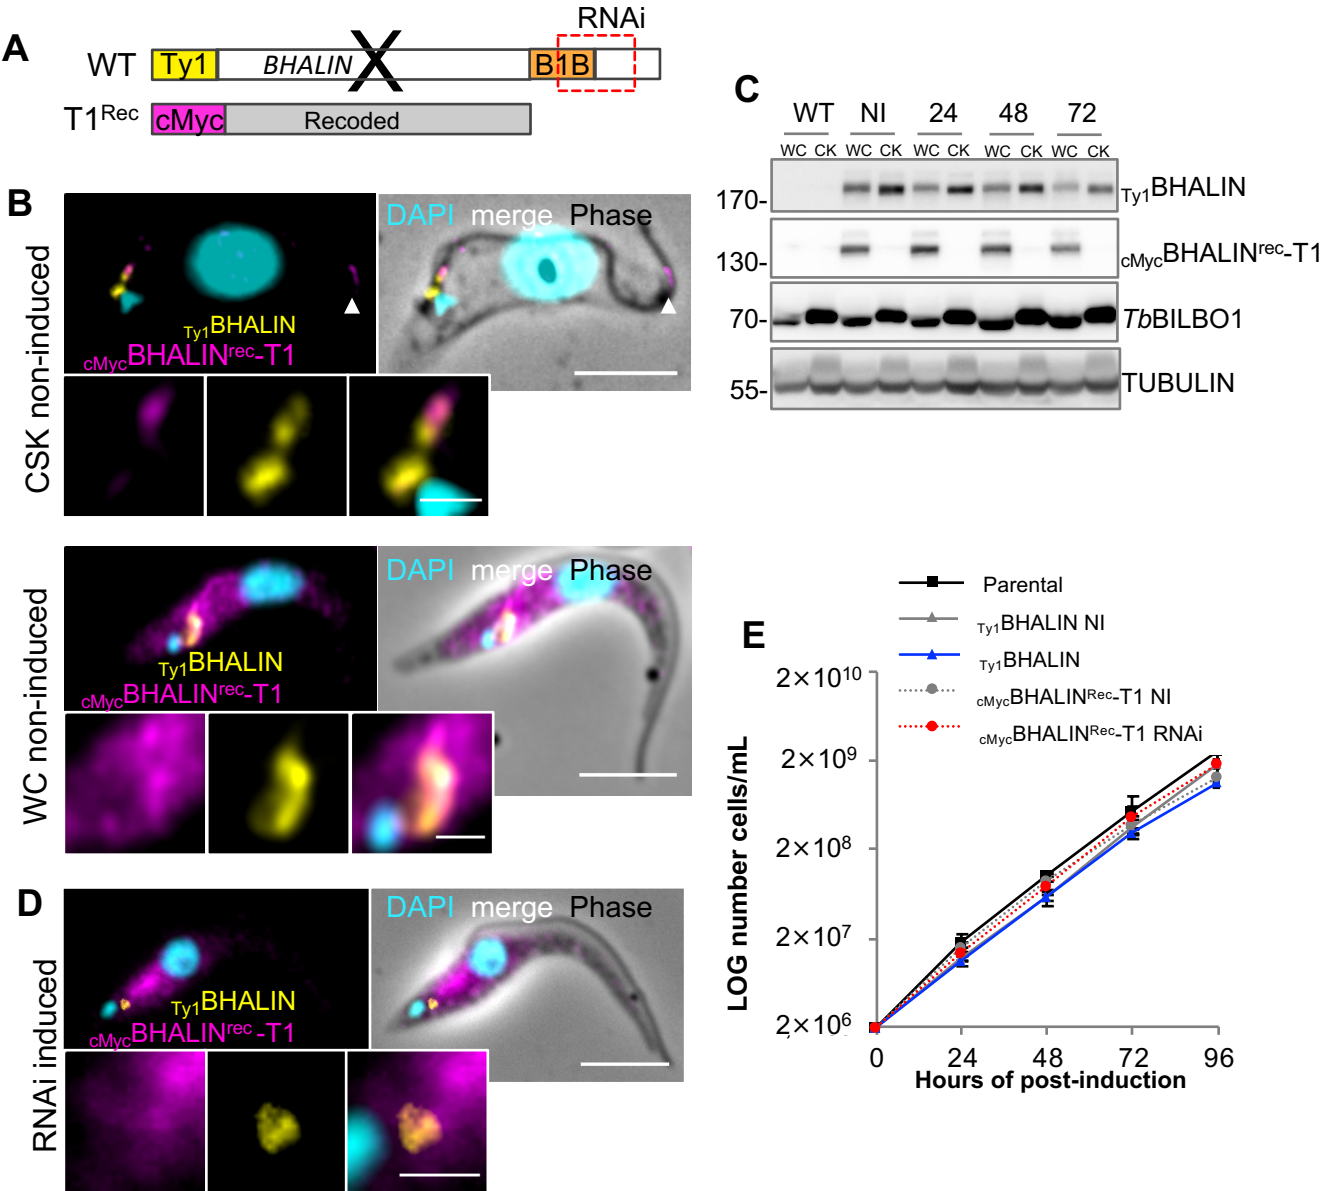 A
RNAi
WT Ty1 BHALIN B1B
T1Rec cMyc Recoded
B
CSK non-induced
DAPI merge Phase
Ty1BHALIN
cMycBHALINrec-T1
WC non-induced
DAPI merge Phase
Ty1BHALIN
cMycBHALINrec-T1
C
WT NI 24 48 72
WC CK WC CK WC CK WC CK WC CK
170- Ty1BHALIN
130- cMycBHALINrec-T1
70- TbBILBO1
55- TUBULIN
D
RNAi induced
DAPI merge Phase
Ty1BHALIN
cMycBHALINrec-T1
E
Parental
Ty1BHALIN NI
Ty1BHALIN
cMycBHALINRec-T1 NI
cMycBHALINRec-T1 RNAi
LOG number cells/mL
2×10^10
2×10^9
2×10^8
2×10^7
2×10^6
0 24 48 72 96
Hours of post-induction